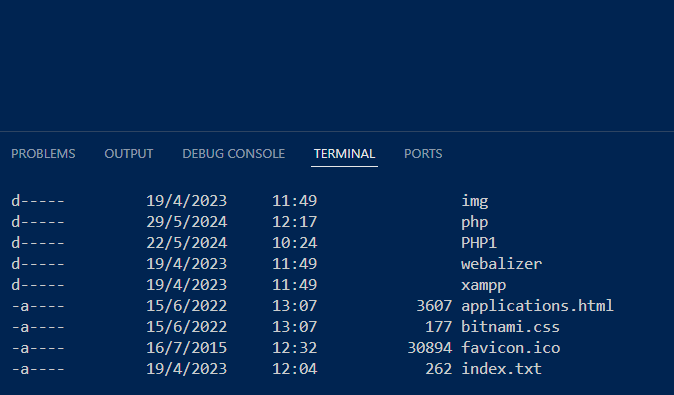 PROBLEMS OUTPUT DEBUG CONSOLE TERMINAL PORTS
d----- 19/4/2023 11:49 img
d----- 29/5/2024 12:17 php
d----- 22/5/2024 10:24 PHP1
d----- 19/4/2023 11:49 webalizer
d----- 19/4/2023 11:49 xampp
-a---- 15/6/2022 13:07 3607 applications.html
-a---- 15/6/2022 13:07 177 bitnami.css
-a---- 16/7/2015 12:32 30894 favicon.ico
-a---- 19/4/2023 12:04 262 index.txt